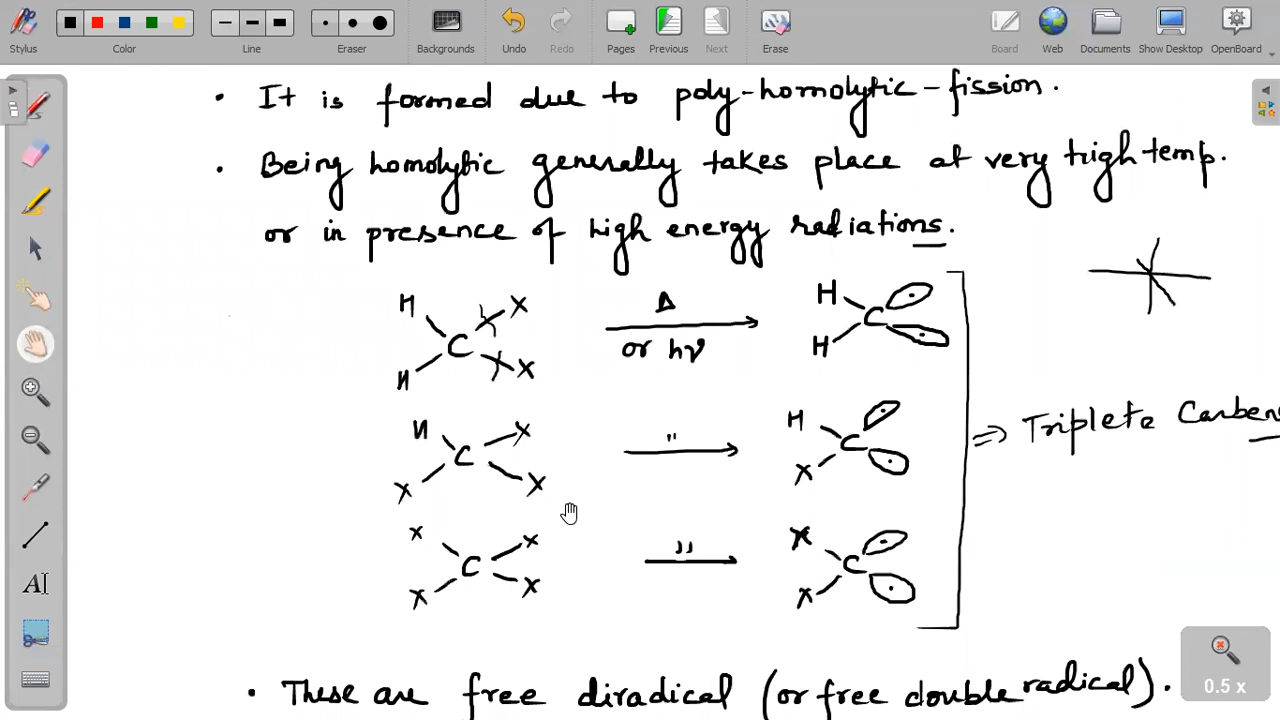 Stylus Color Line Eraser Backgrounds Undo Redo Pages Previous Next Erase Board Web Documents Show Desktop OpenBoard
• It is formed due to poly-homolytic-fission.
• Being homolytic generally takes place at very high temp.
or in presence of high energy radiations.
H X Δ H
C C
H X or hν H
H X " H
C C
X X X
⇒ Triplete Carben
X X " X
C C
X X X
• These are free diradical (or free double radical).
AI
0.5 x